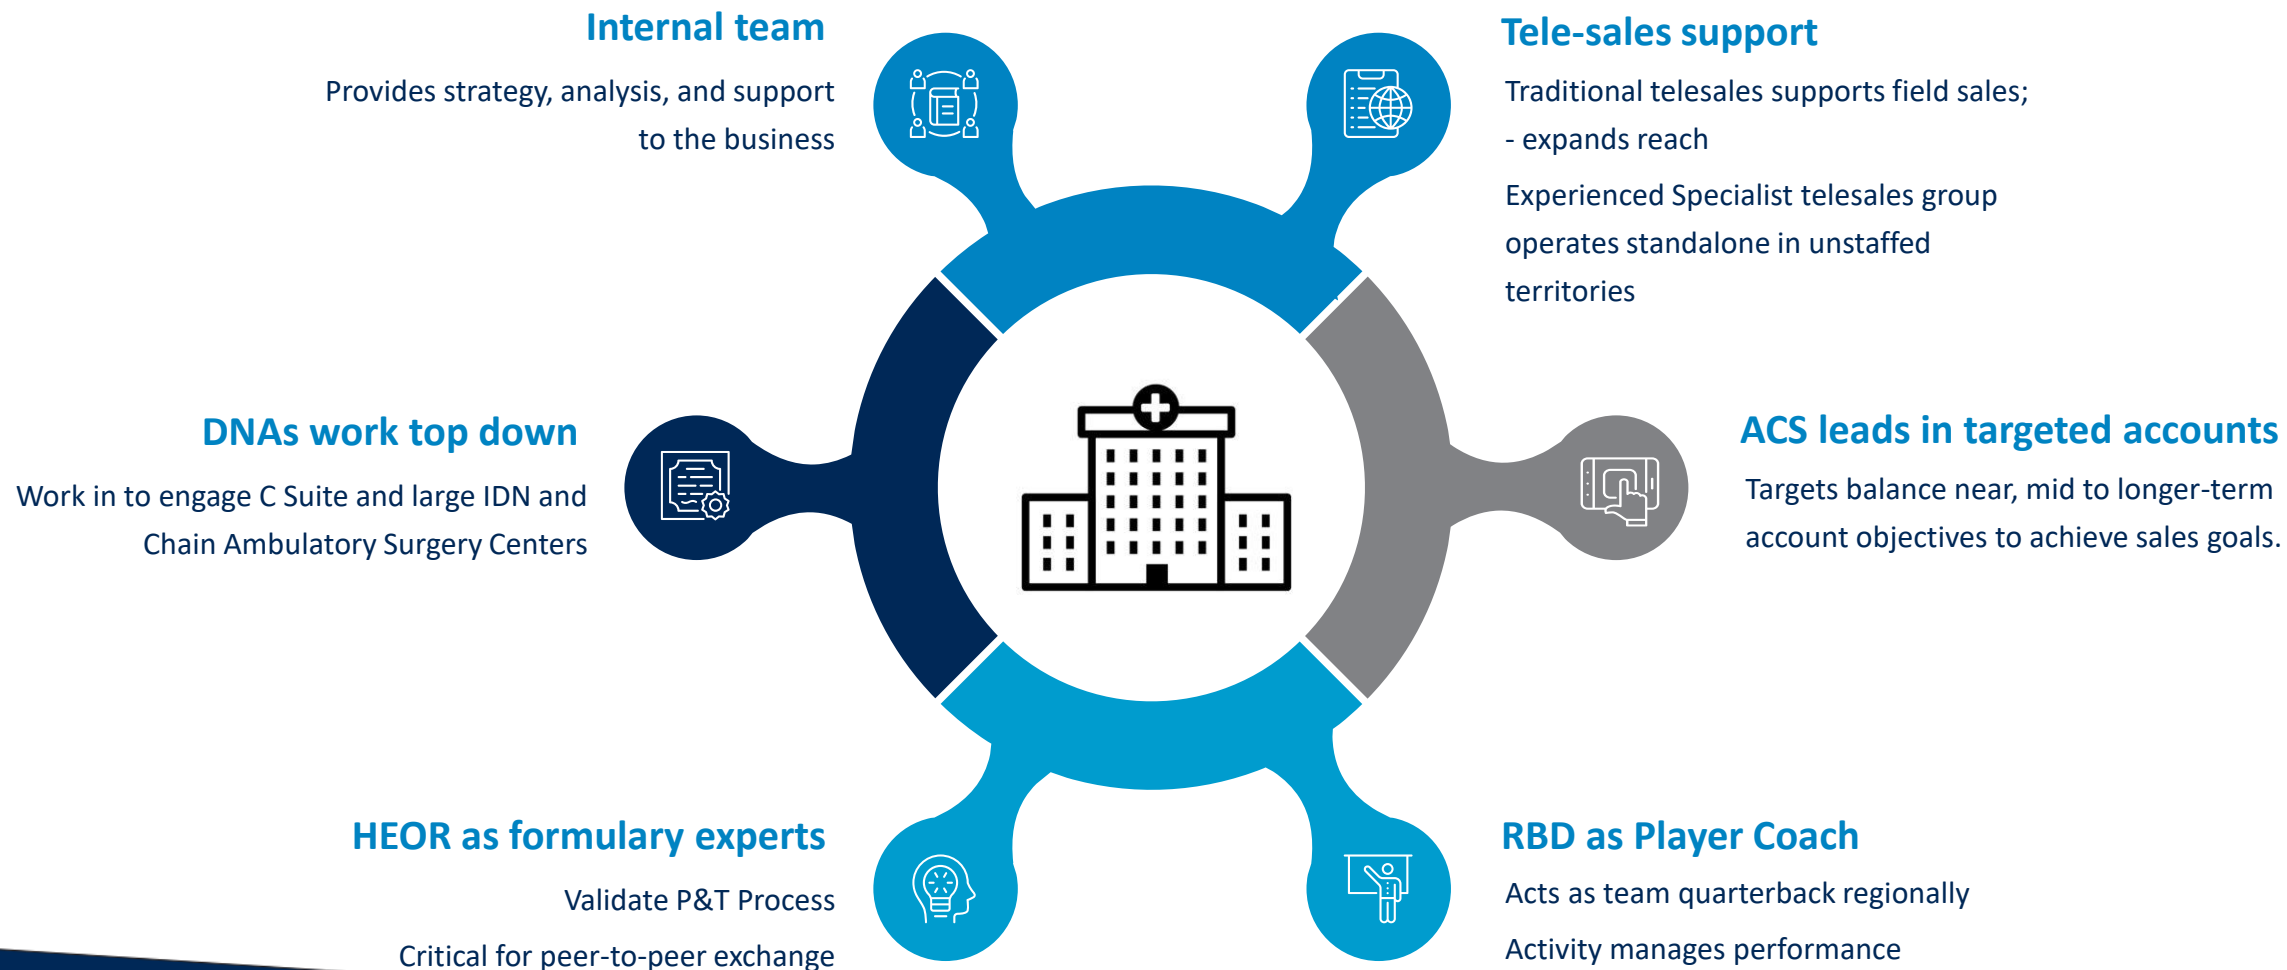 Internal team
Provides strategy, analysis, and support
to the business
Tele-sales support
Traditional telesales supports field sales;
- expands reach
Experienced Specialist telesales group
operates standalone in unstaffed
territories
DNAs work top down
Work in to engage C Suite and large IDN and
Chain Ambulatory Surgery Centers
ACS leads in targeted accounts
Targets balance near, mid to longer-term
account objectives to achieve sales goals.
HEOR as formulary experts
Validate P&T Process
Critical for peer-to-peer exchange
RBD as Player Coach
Acts as team quarterback regionally
Activity manages performance